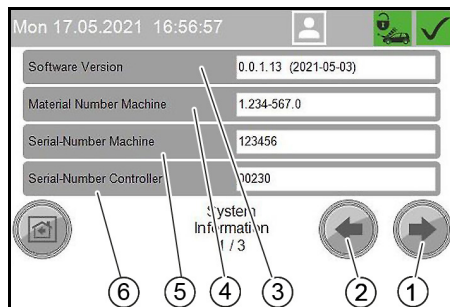 Mon 17.05.2021 16:56:57
Software Version 0.0.1.13 (2021-05-03)
Material Number Machine 1.234-567.0
Serial-Number Machine 123456
Serial-Number Controller 00230
System
Information
1 / 3
6 5 4 3 2 1